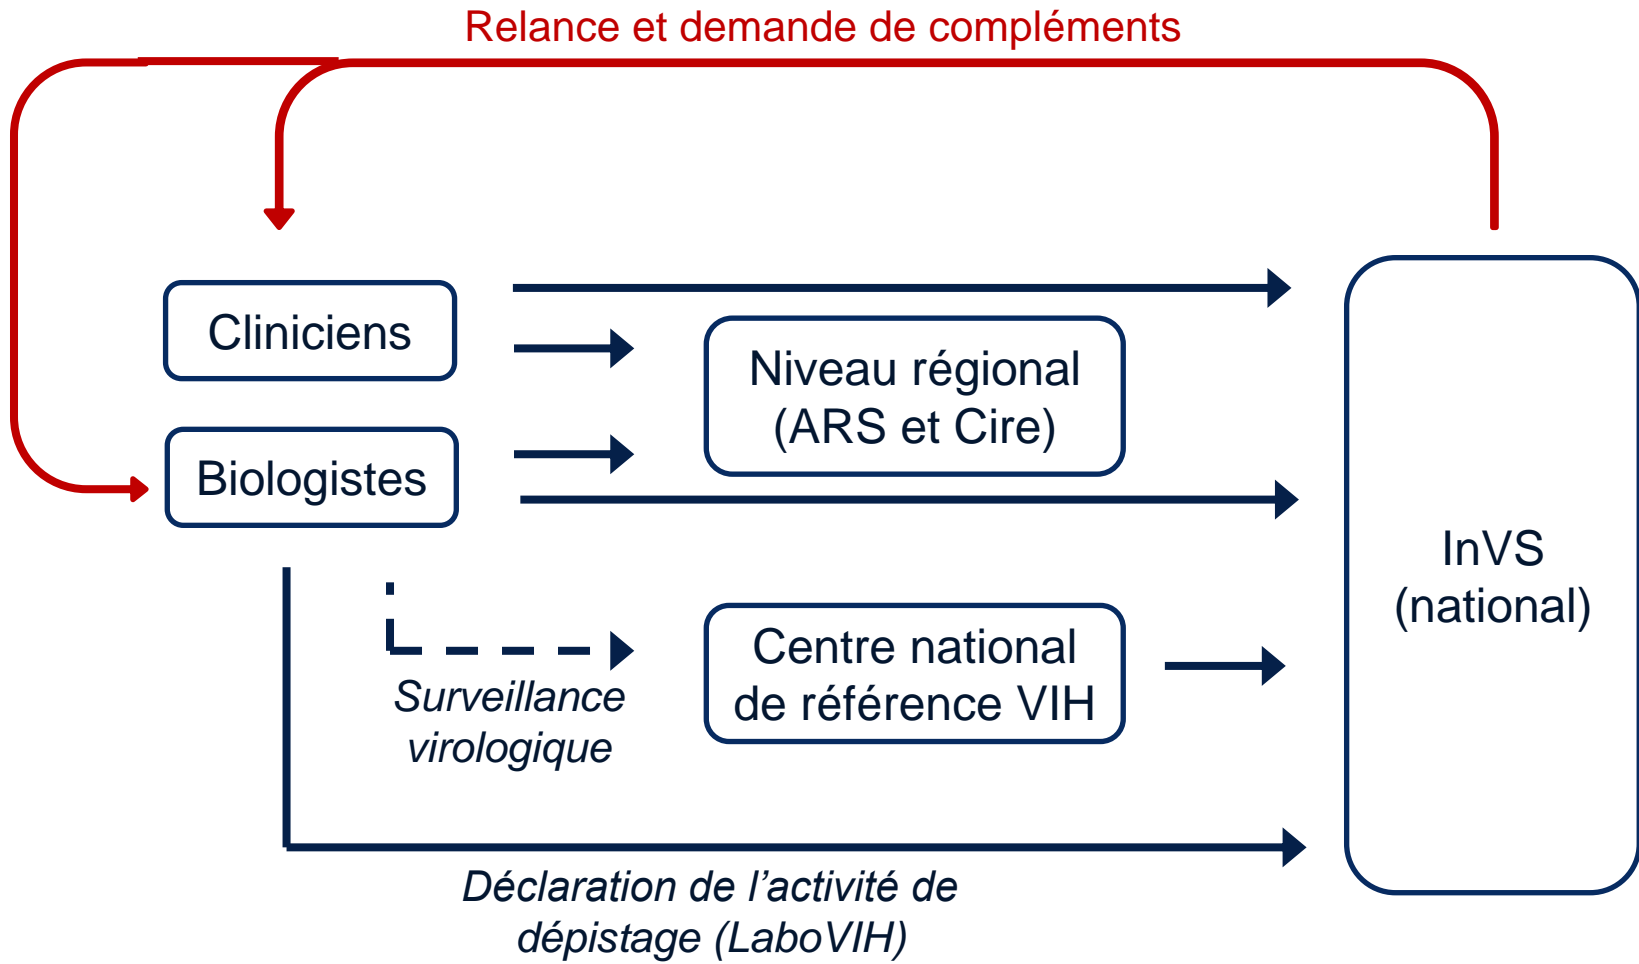 Relance et demande de compléments
Cliniciens
Niveau régional
(ARS et Cire)
Biologistes
InVS
(national)
Centre national
de référence VIH
Surveillance
virologique
Déclaration de l’activité de
dépistage (LaboVIH)